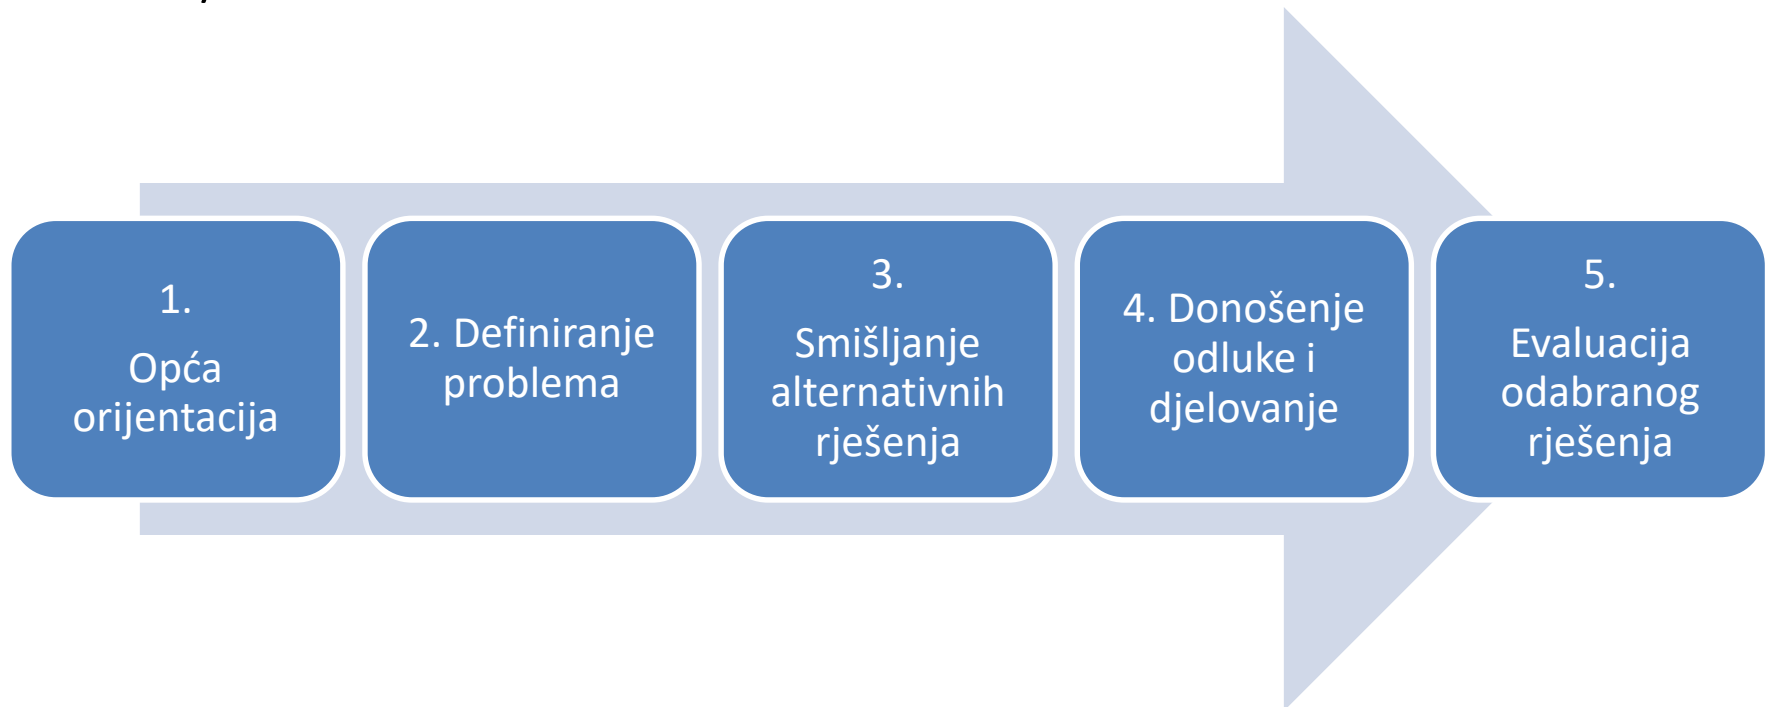 1.
Opća
orijentacija
2. Definiranje
problema
3.
Smišljanje
alternativnih
rješenja
4. Donošenje
odluke i
djelovanje
5.
Evaluacija
odabranog
rješenja